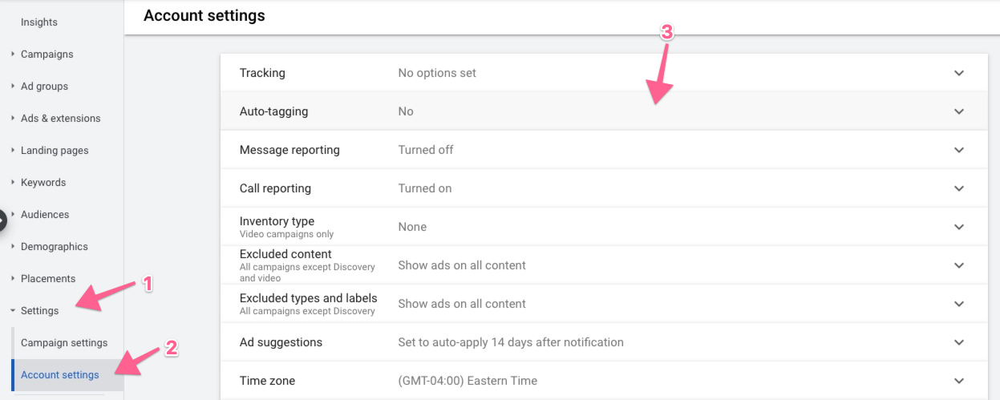 Insights
Campaigns
Ad groups
Ads & extensions
Landing pages
Keywords
Audiences
Demographics
Placements
1
Settings
Campaign settings
2
Account settings
Account settings
3
Tracking No options set
Auto-tagging No
Message reporting Turned off
Call reporting Turned on
Inventory type
Video campaigns only
None
Excluded content
All campaigns except Discovery
and video
Show ads on all content
Excluded types and labels
All campaigns except Discovery
Show ads on all content
Ad suggestions Set to auto-apply 14 days after notification
Time zone (GMT-04:00) Eastern Time